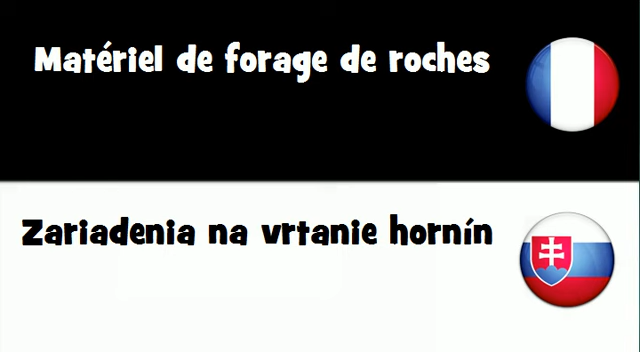 Matériel de forage de roches
Zariadenia na vrtanie hornín